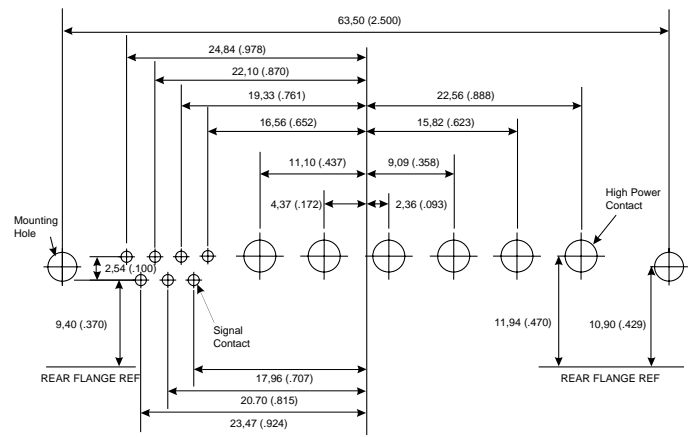 63,50 (2.500)
24,84 (.978)
22,10 (.870)
19,33 (.761)
22,56 (.888)
16,56 (.652)
15,82 (.623)
11,10 (.437)
9,09 (.358)
4,37 (.172)
2,36 (.093)
High Power
Contact
Mounting
Hole
2,54 (.100)
9,40 (.370)
Signal
Contact
11,94 (.470)
10,90 (.429)
REAR FLANGE REF
17,96 (.707)
REAR FLANGE REF
20.70 (.815)
23,47 (.924)